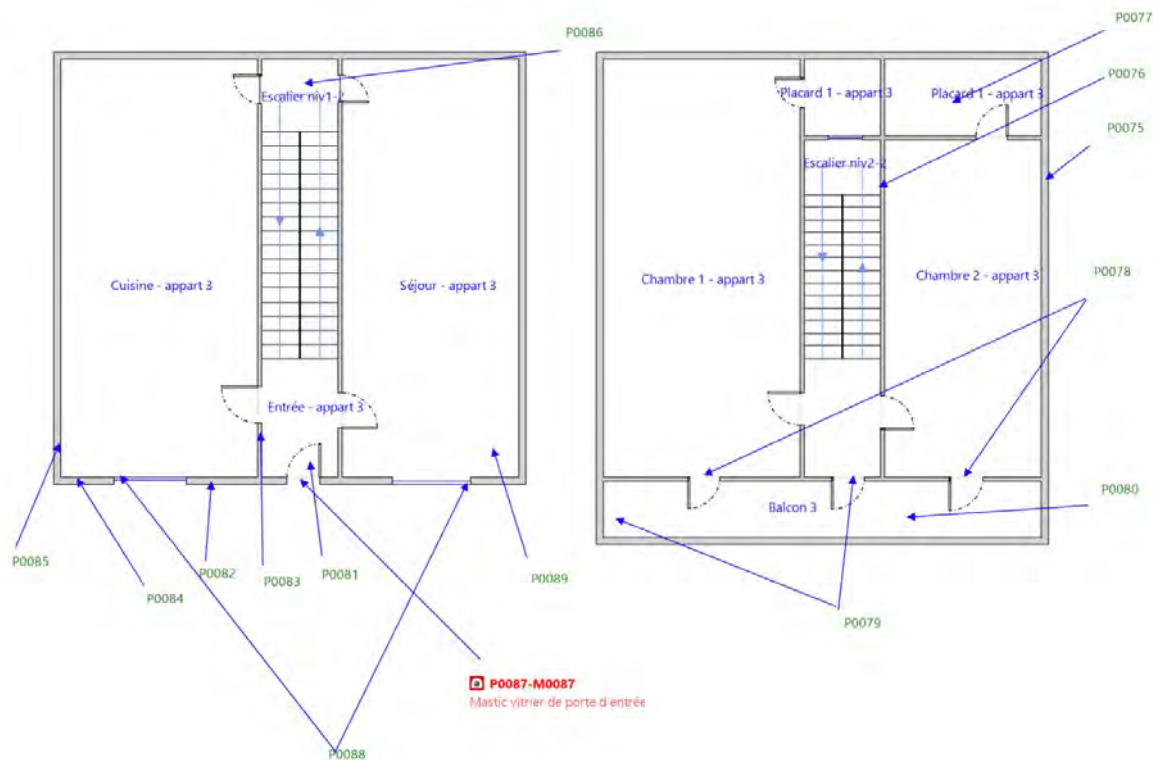 P0077
P0086
P0076
Escalier niv1-2
Placard 1 - appart 3
Placard 1 - appart 3
P0075
Escalier niv2-2
Cuisine - appart 3
Séjour - appart 3
Chambre 1 - appart 3
Chambre 2 - appart 3
P0078
Entrée - appart 3
P0080
Balcon 3
P0085
P0082
P0083
P0081
P0089
P0084
P0079
P0087-M0087
Mastic vitrier de porte d'entrée
P0088